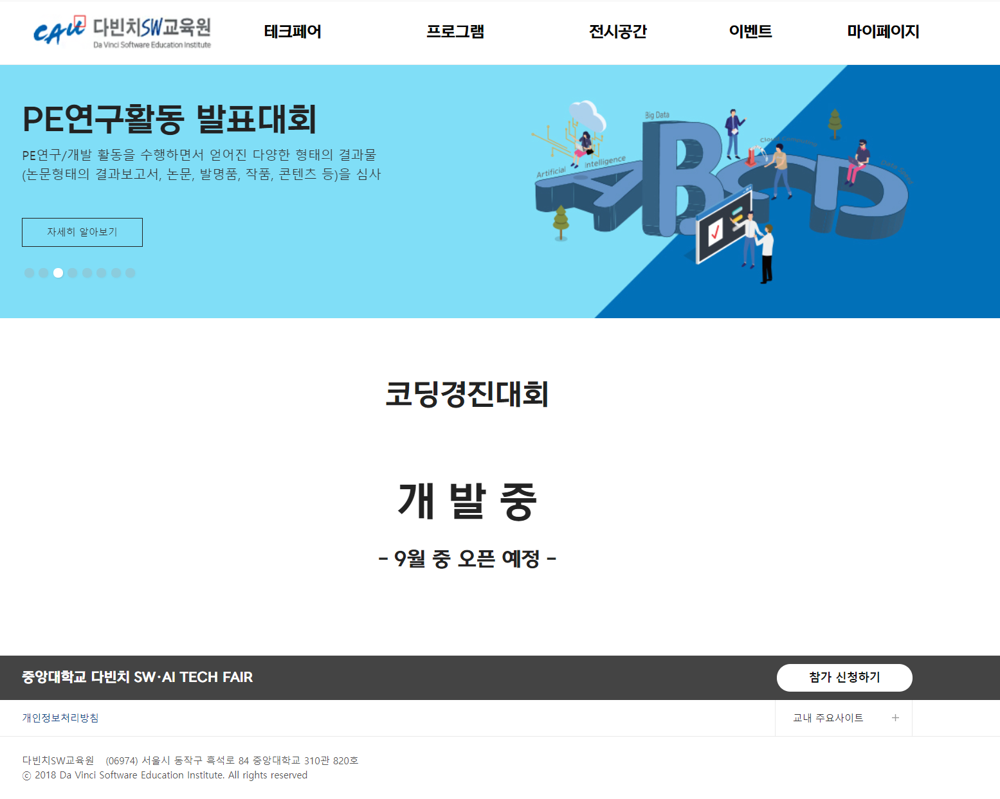 CAU 다빈치SW교육원
Da Vinci Software Education Institute
테크페어
프로그램
전시공간
이벤트
마이페이지
PE연구활동 발표대회
PE연구/개발 활동을 수행하면서 얻어진 다양한 형태의 결과물
(논문형태의 결과보고서, 논문, 발명품, 작품, 콘텐츠 등)을 심사
자세히 알아보기
Big Data
Cloud Computing
Artificial Intelligence
코딩경진대회
개 발 중
- 9월 중 오픈 예정 -
중앙대학교 다빈치 SW·AI TECH FAIR
참가 신청하기
개인정보처리방침
교내 주요사이트 +
다빈치SW교육원 (06974) 서울시 동작구 흑석로 84 중앙대학교 310관 820호
ⓒ 2018 Da Vinci Software Education Institute. All rights reserved